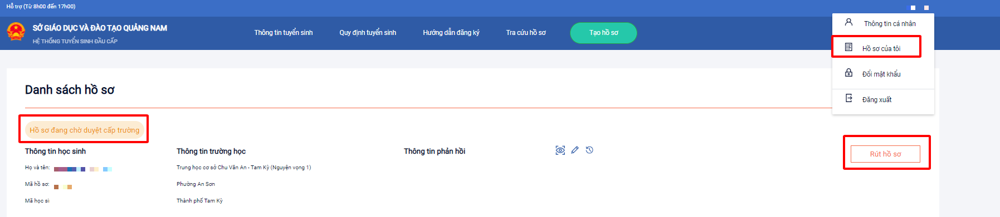 Hỗ trợ (Từ 8h00 đến 17h00)
SỞ GIÁO DỤC VÀ ĐÀO TẠO QUẢNG NAM
HỆ THỐNG TUYỂN SINH ĐẦU CẤP
Thông tin tuyển sinh
Quy định tuyển sinh
Hướng dẫn đăng ký
Tra cứu hồ sơ
Tạo hồ sơ
Thông tin cá nhân
Hồ sơ của tôi
Đổi mật khẩu
Đăng xuất
Danh sách hồ sơ
Hồ sơ đang chờ duyệt cấp trường
Thông tin học sinh
Họ và tên:
Mã hồ sơ:
Mã học si
Thông tin trường học
Trung học cơ sở Chu Văn An - Tam Kỳ (Nguyện vọng 1)
Phường An Sơn
Thành phố Tam Kỳ
Thông tin phản hồi
Rút hồ sơ